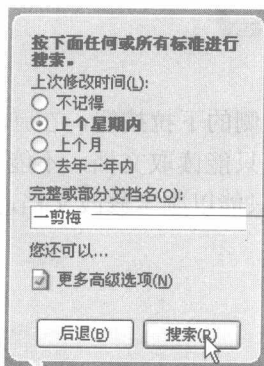 按下面任何或所有标准进行
搜索。
上次修改时间(L):
不记得
上个星期内
上个月
去年一年内
完整或部分文档名(O):
一剪梅
您还可以...
更多高级选项(N)
后退(B)
搜索(R)